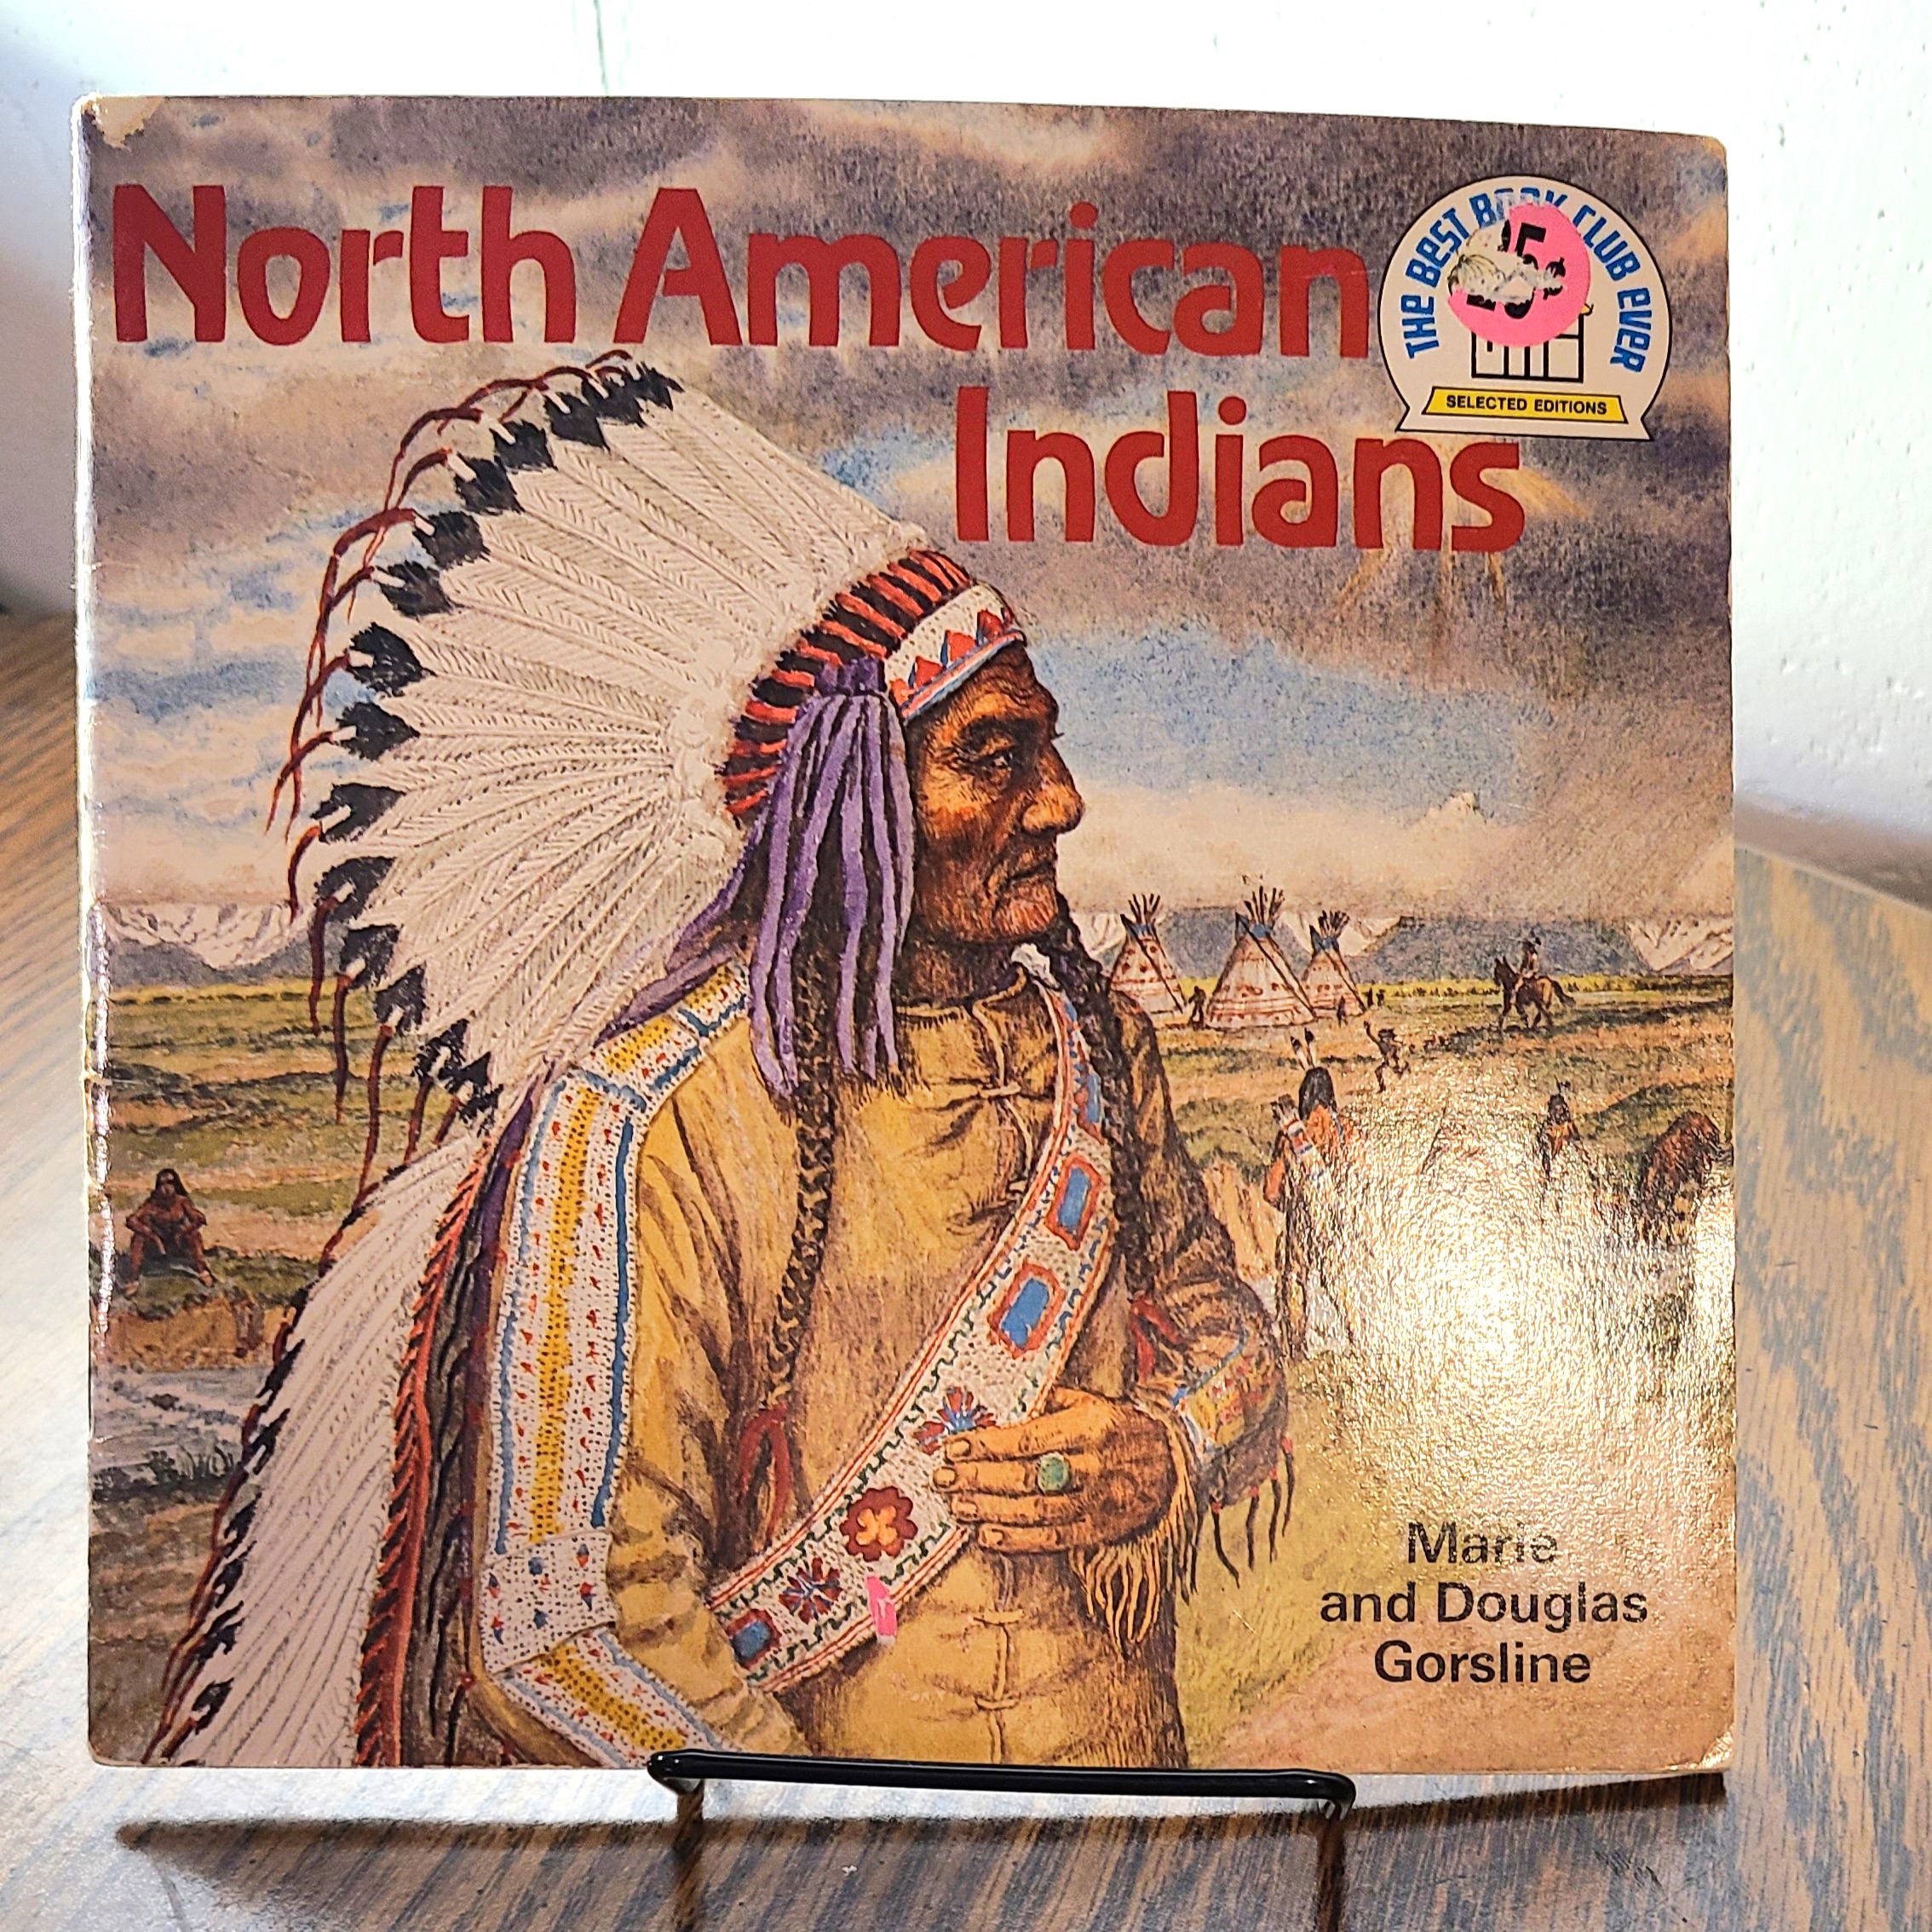 North American
Indians
THE BEST BOOK CLUB EVER
SELECTED EDITIONS
Marie
and Douglas
Gorsline